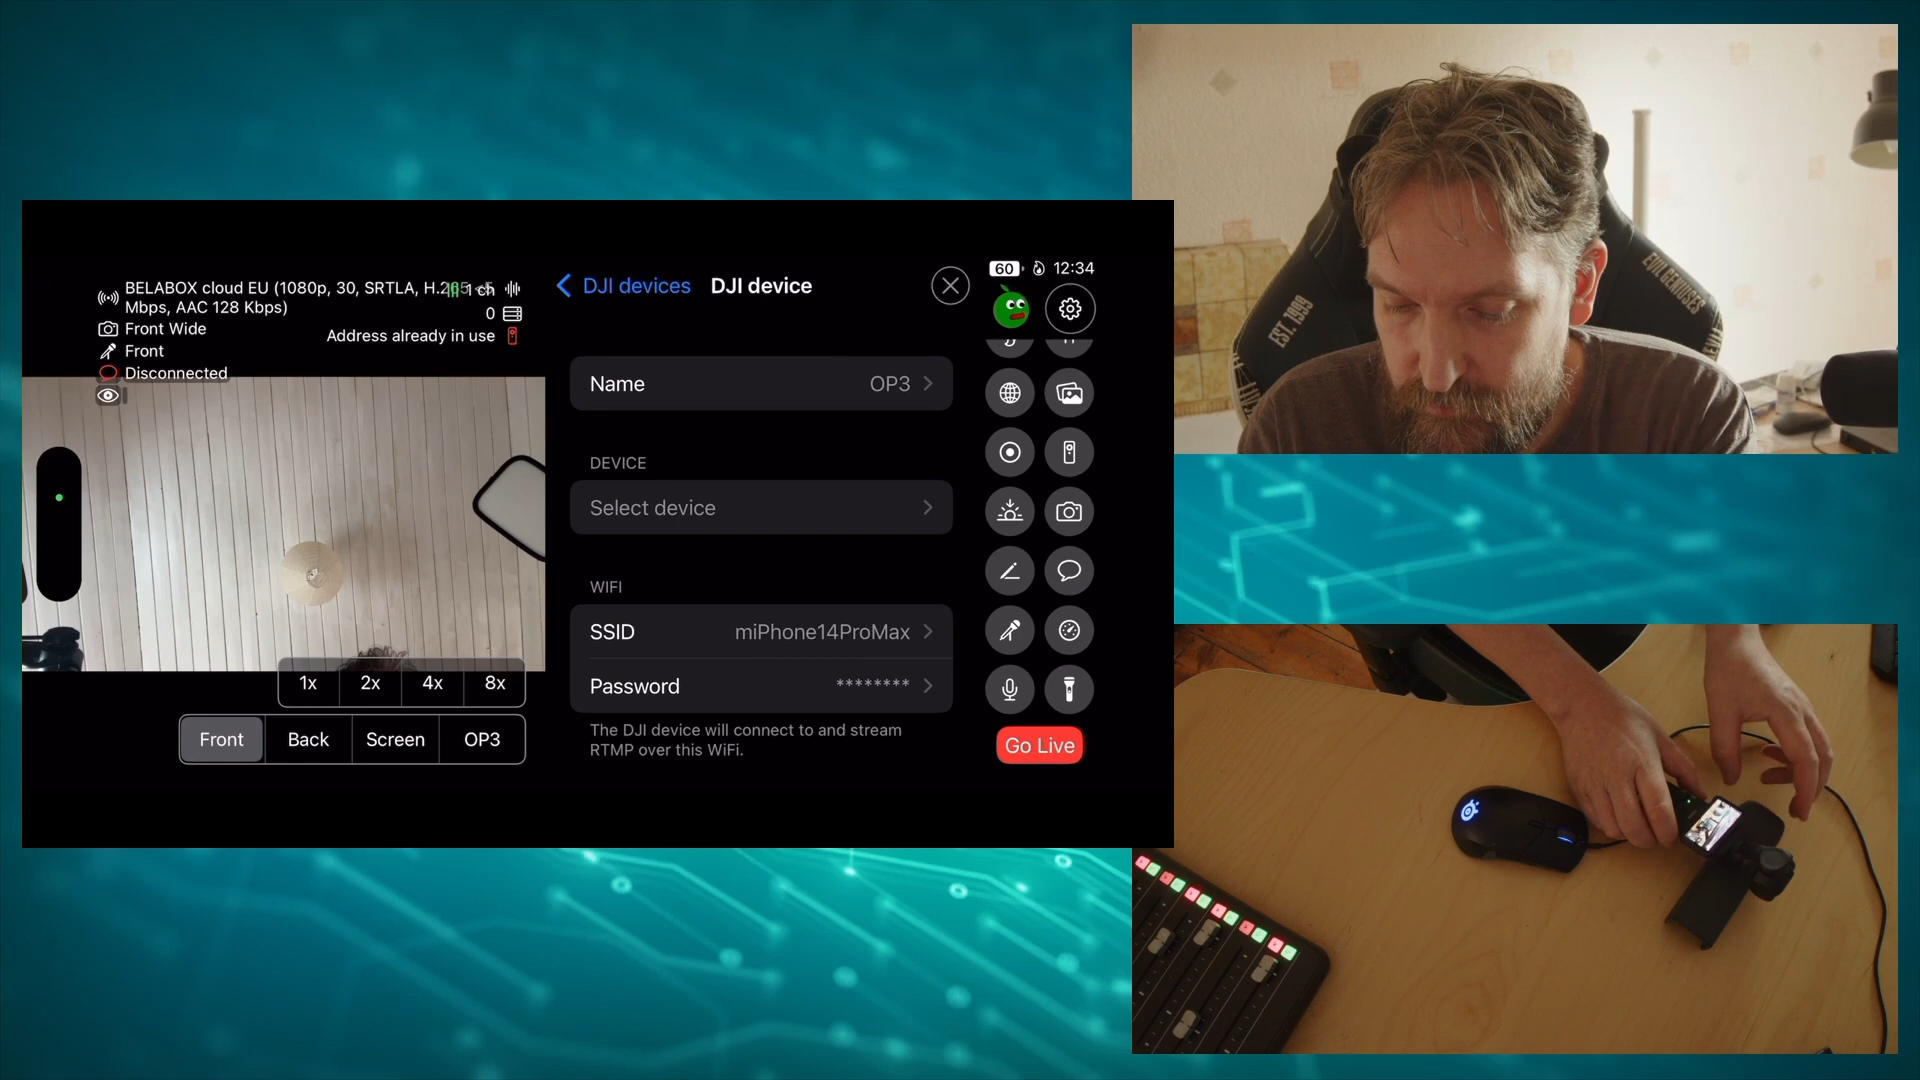 BELABOX cloud EU (1080p, 30, SRTLA, H.265 <5
Mbps, AAC 128 Kbps)
1 ch
Front Wide
0
Front
Address already in use
Disconnected
1x 2x 4x 8x
Front Back Screen OP3
DJI devices
DJI device
Name OP3
DEVICE
Select device
WIFI
SSID miPhone14ProMax
Password ********
The DJI device will connect to and stream
RTMP over this WiFi.
60 12:34
Go Live
EST. 1999
EVILGENIUSES